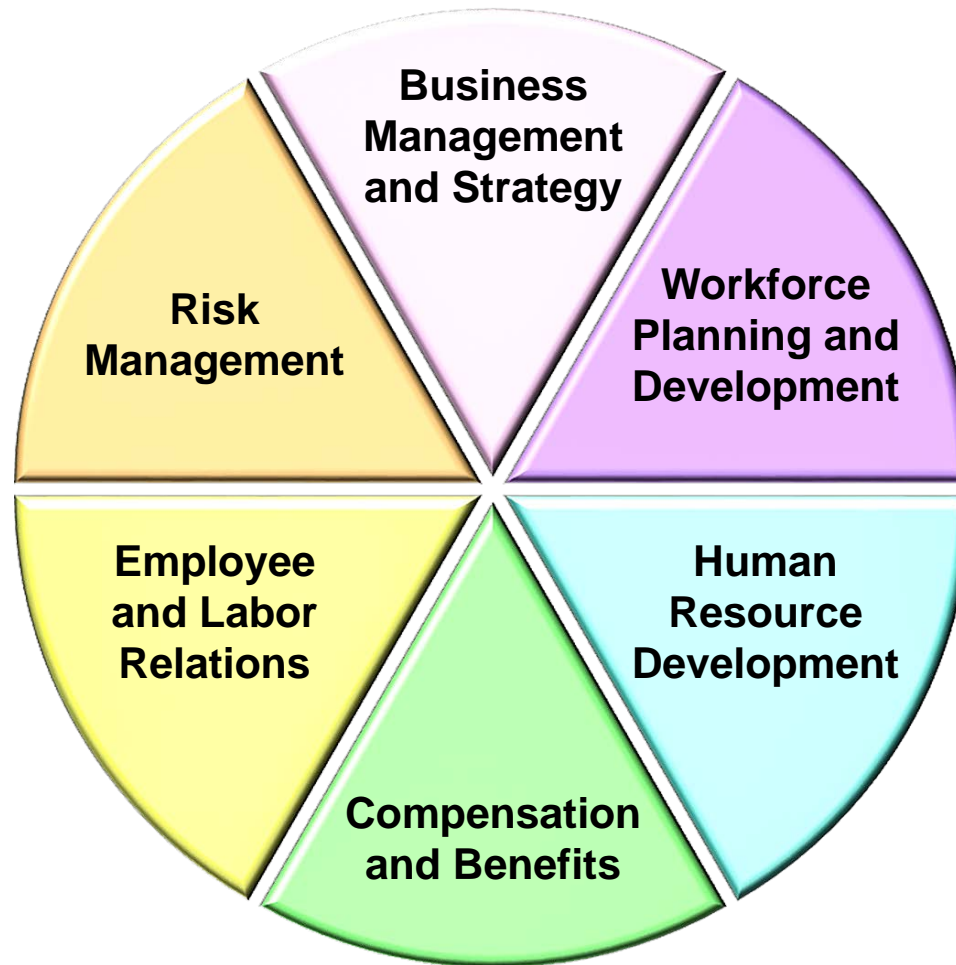 Business
Management
and Strategy
Workforce
Planning and
Development
Human
Resource
Development
Compensation
and Benefits
Employee
and Labor
Relations
Risk
Management